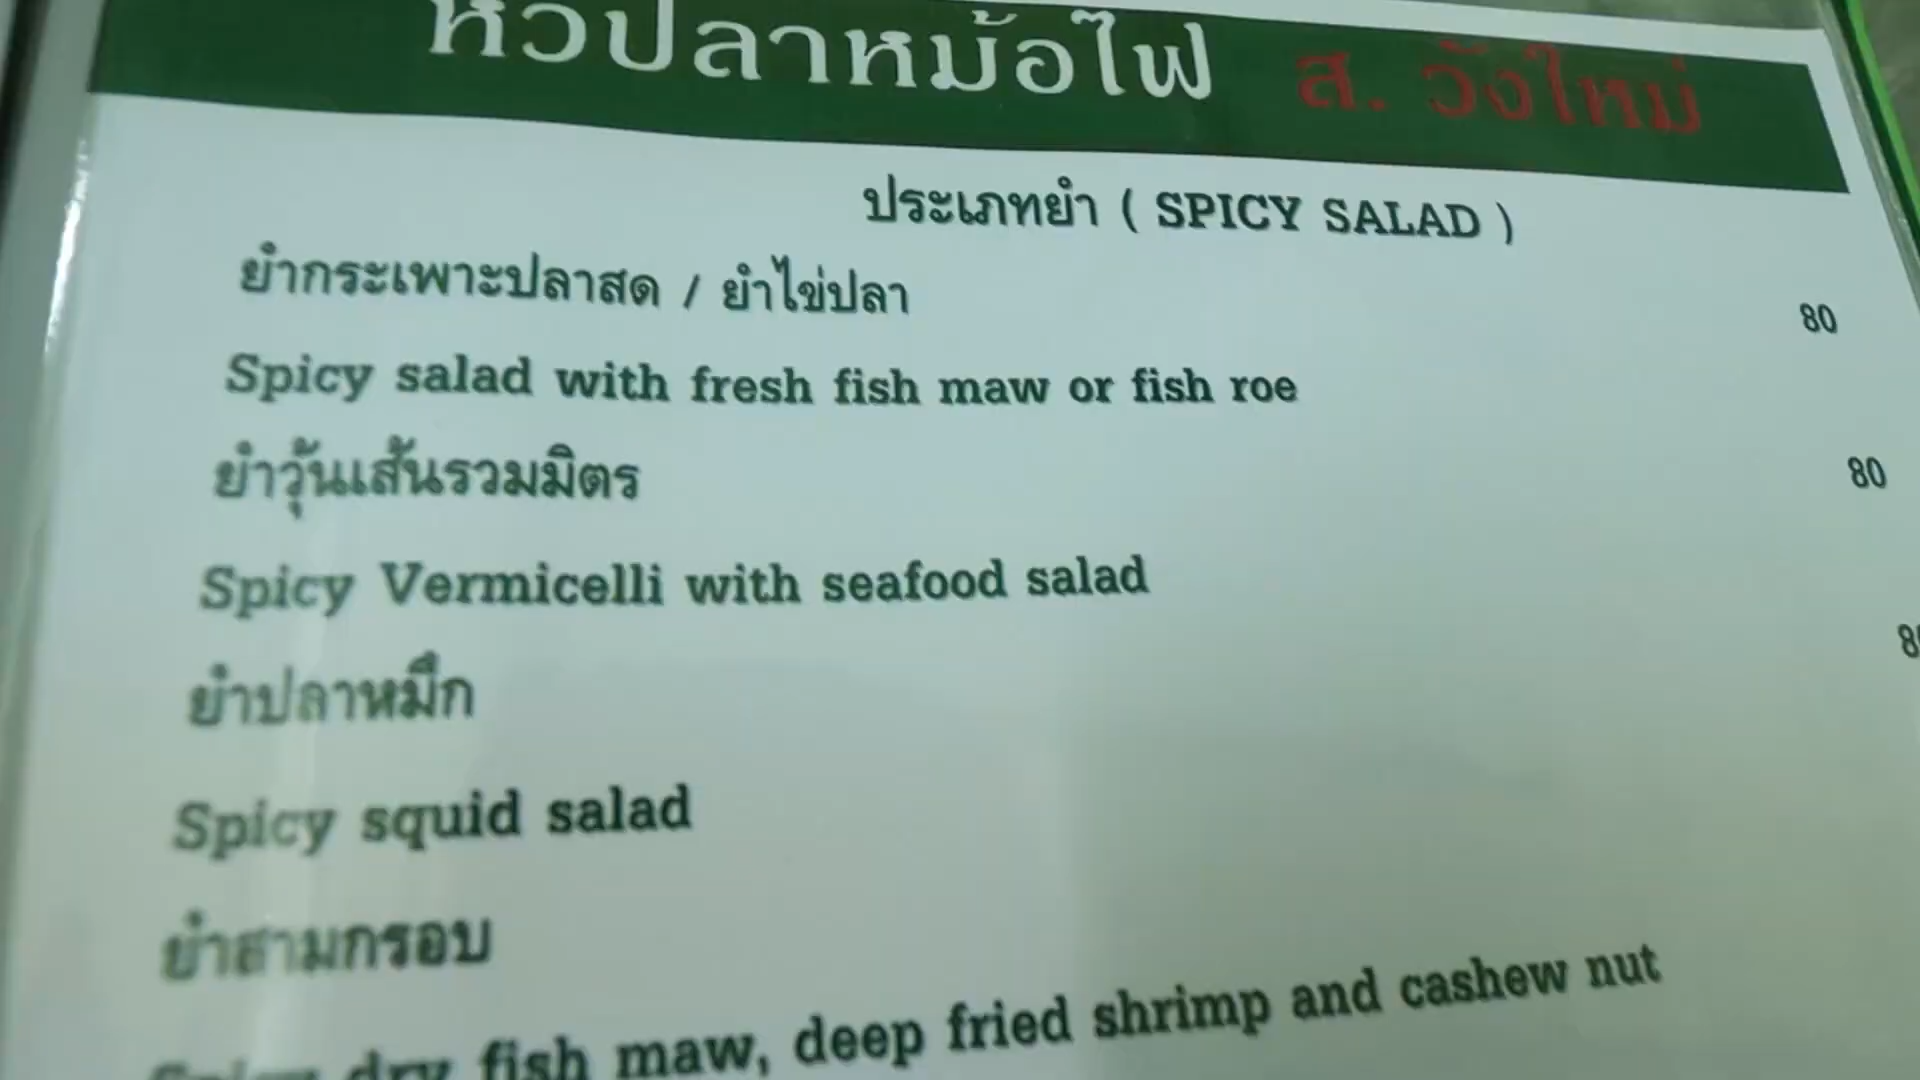 หัวปลาหม้อไฟ ส. วังใหม่
ประเภทยำ ( SPICY SALAD )
ยำกระเพาะปลาสด / ยำไข่ปลา 80
Spicy salad with fresh fish maw or fish roe
ยำวุ้นเส้นรวมมิตร 80
Spicy Vermicelli with seafood salad
ยำปลาหมึก
Spicy squid salad
ยำสามกรอบ
Spicy dry fish maw, deep fried shrimp and cashew nut